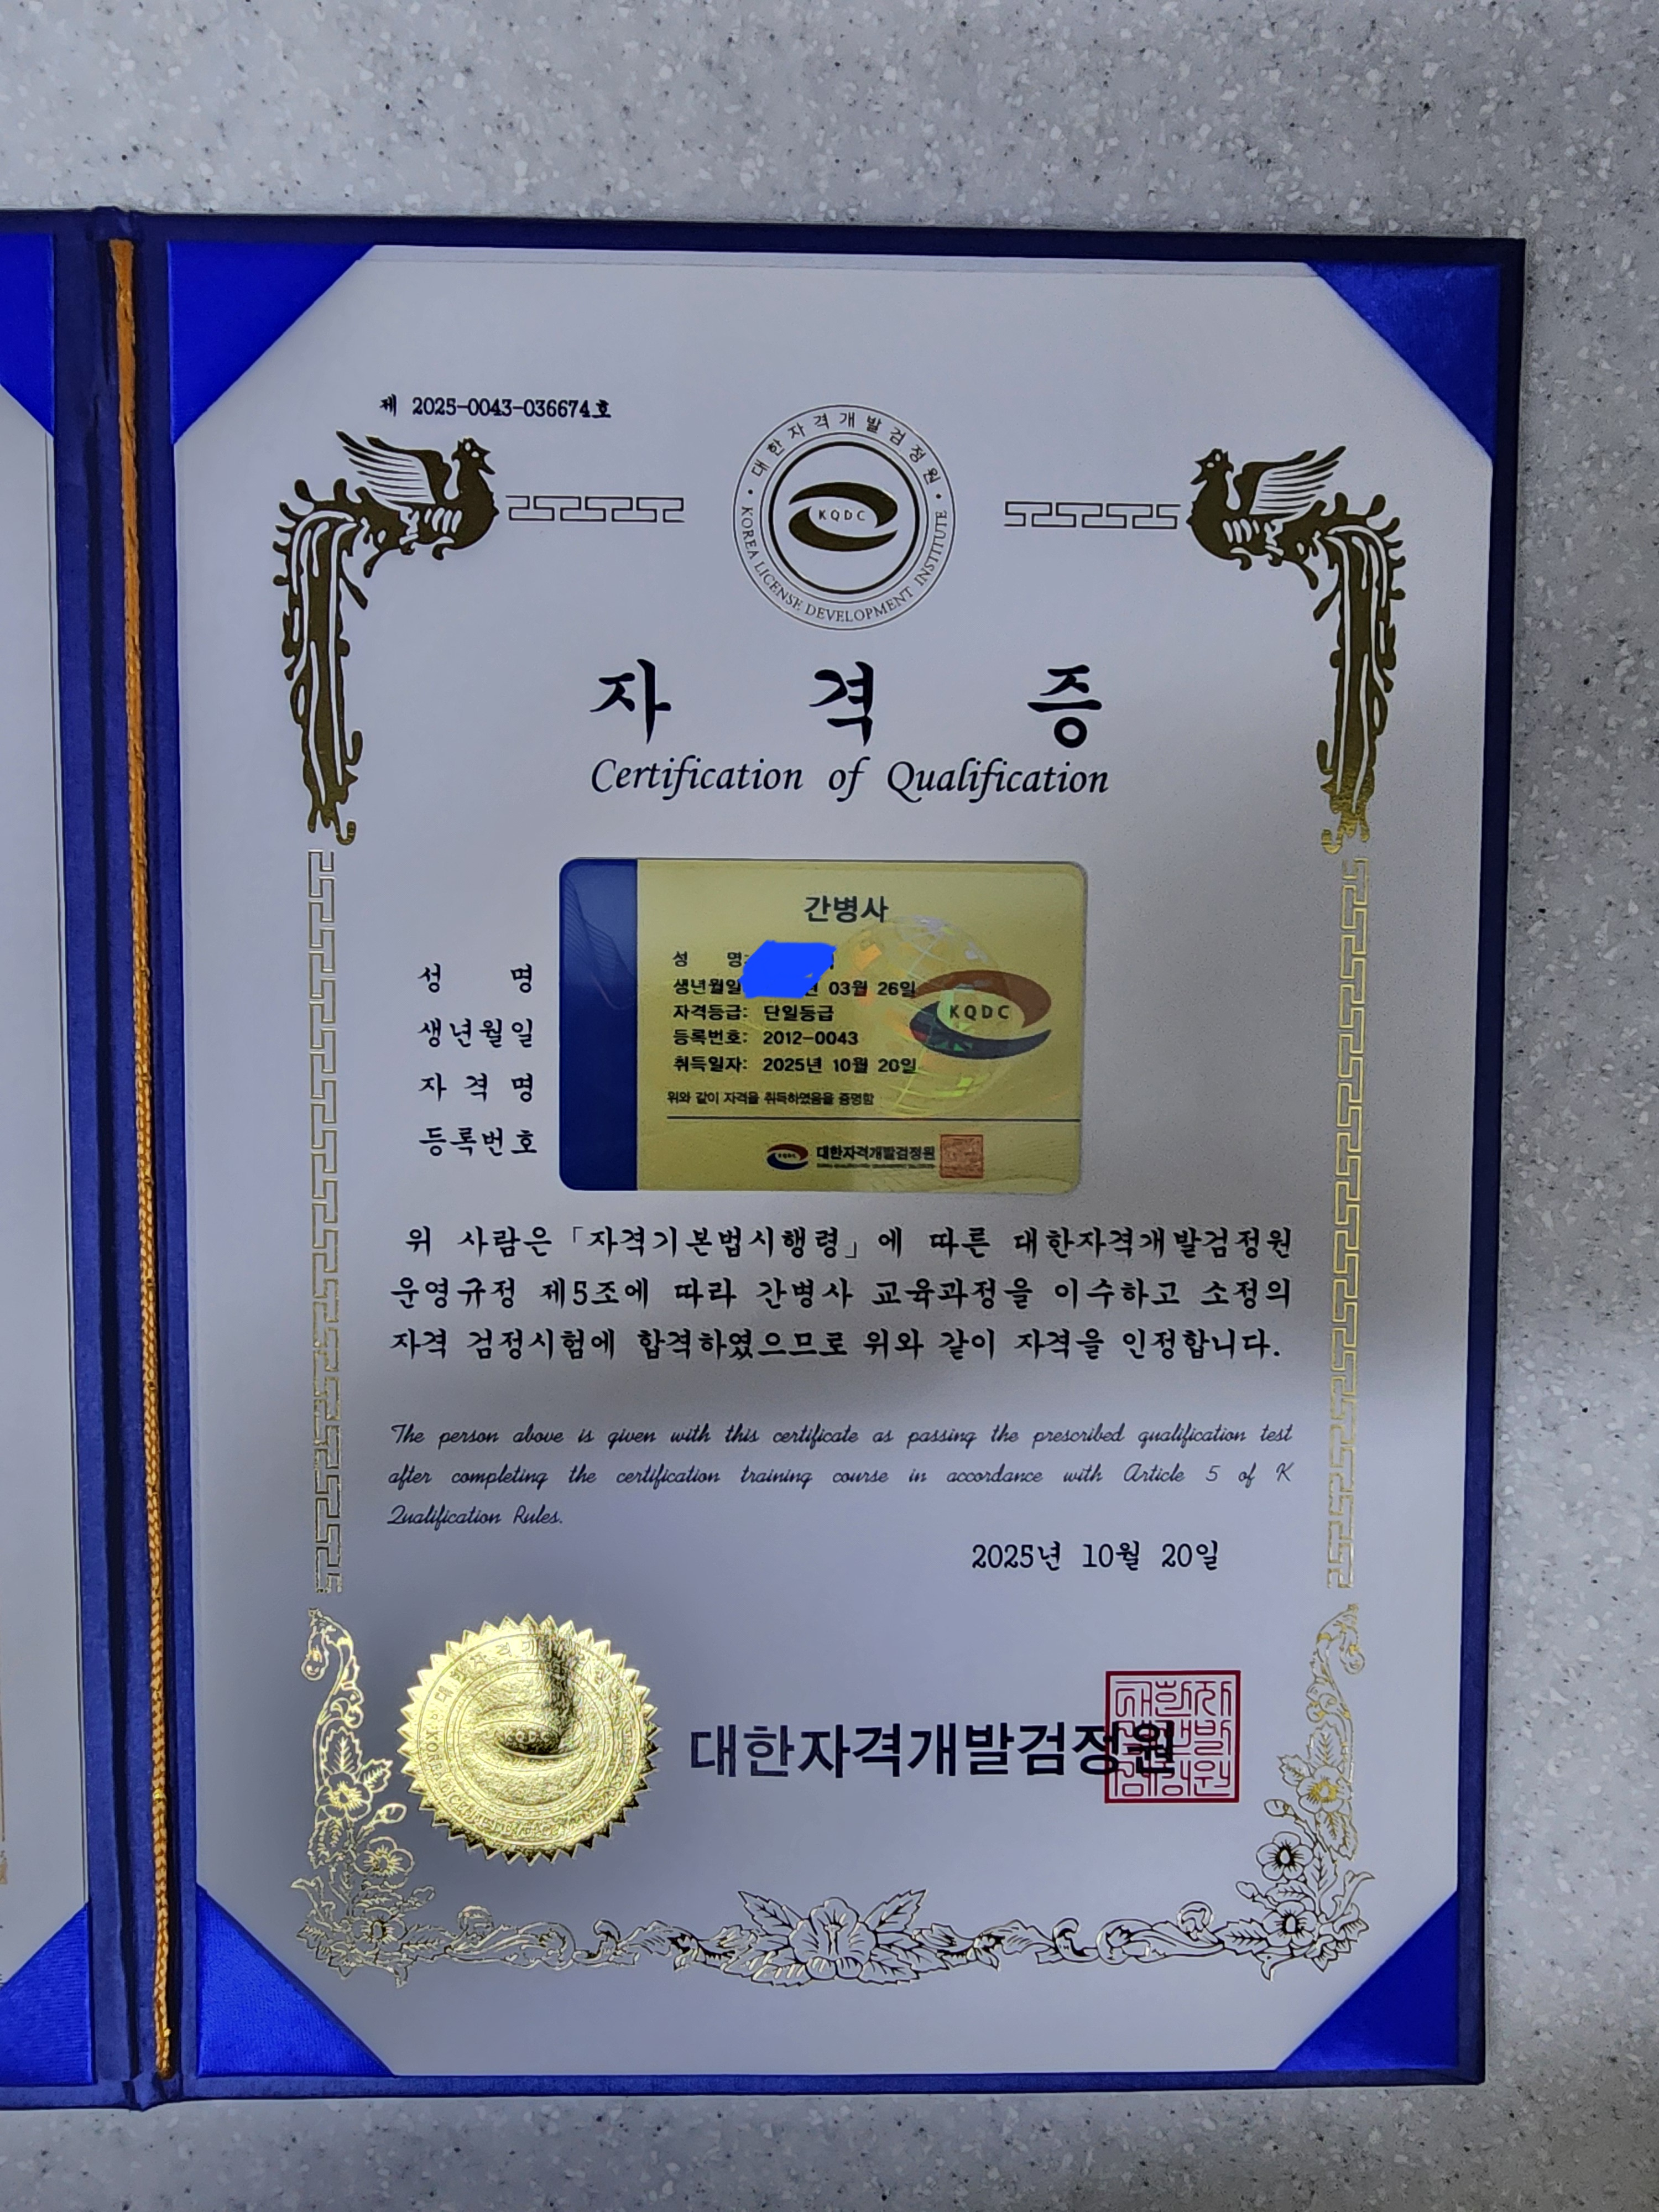 제 2025-0043-036674호
대한자격개발검정원
KQDC
KOREA LICENSE DEVELOPMENT INSTITUTE
자 격 증
Certification of Qualification
간병사
성 명:
생년월일 03월 26일
자격등급: 단일등급
등록번호: 2012-0043
취득일자: 2025년 10월 20일
위와 같이 자격을 취득하였음을 증명함
KQDC
KQDC 대한자격개발검정원
성 명
생년월일
자 격 명
등록번호
위 사람은「자격기본법시행령」에 따른 대한자격개발검정원
운영규정 제5조에 따라 간병사 교육과정을 이수하고 소정의
자격 검정시험에 합격하였으므로 위와 같이 자격을 인정합니다.
The person above is given with this certificate as passing the prescribed qualification test
after completing the certification training course in accordance with Article 5 of K
Qualification Rules.
2025년 10월 20일
대한자격개발검정원